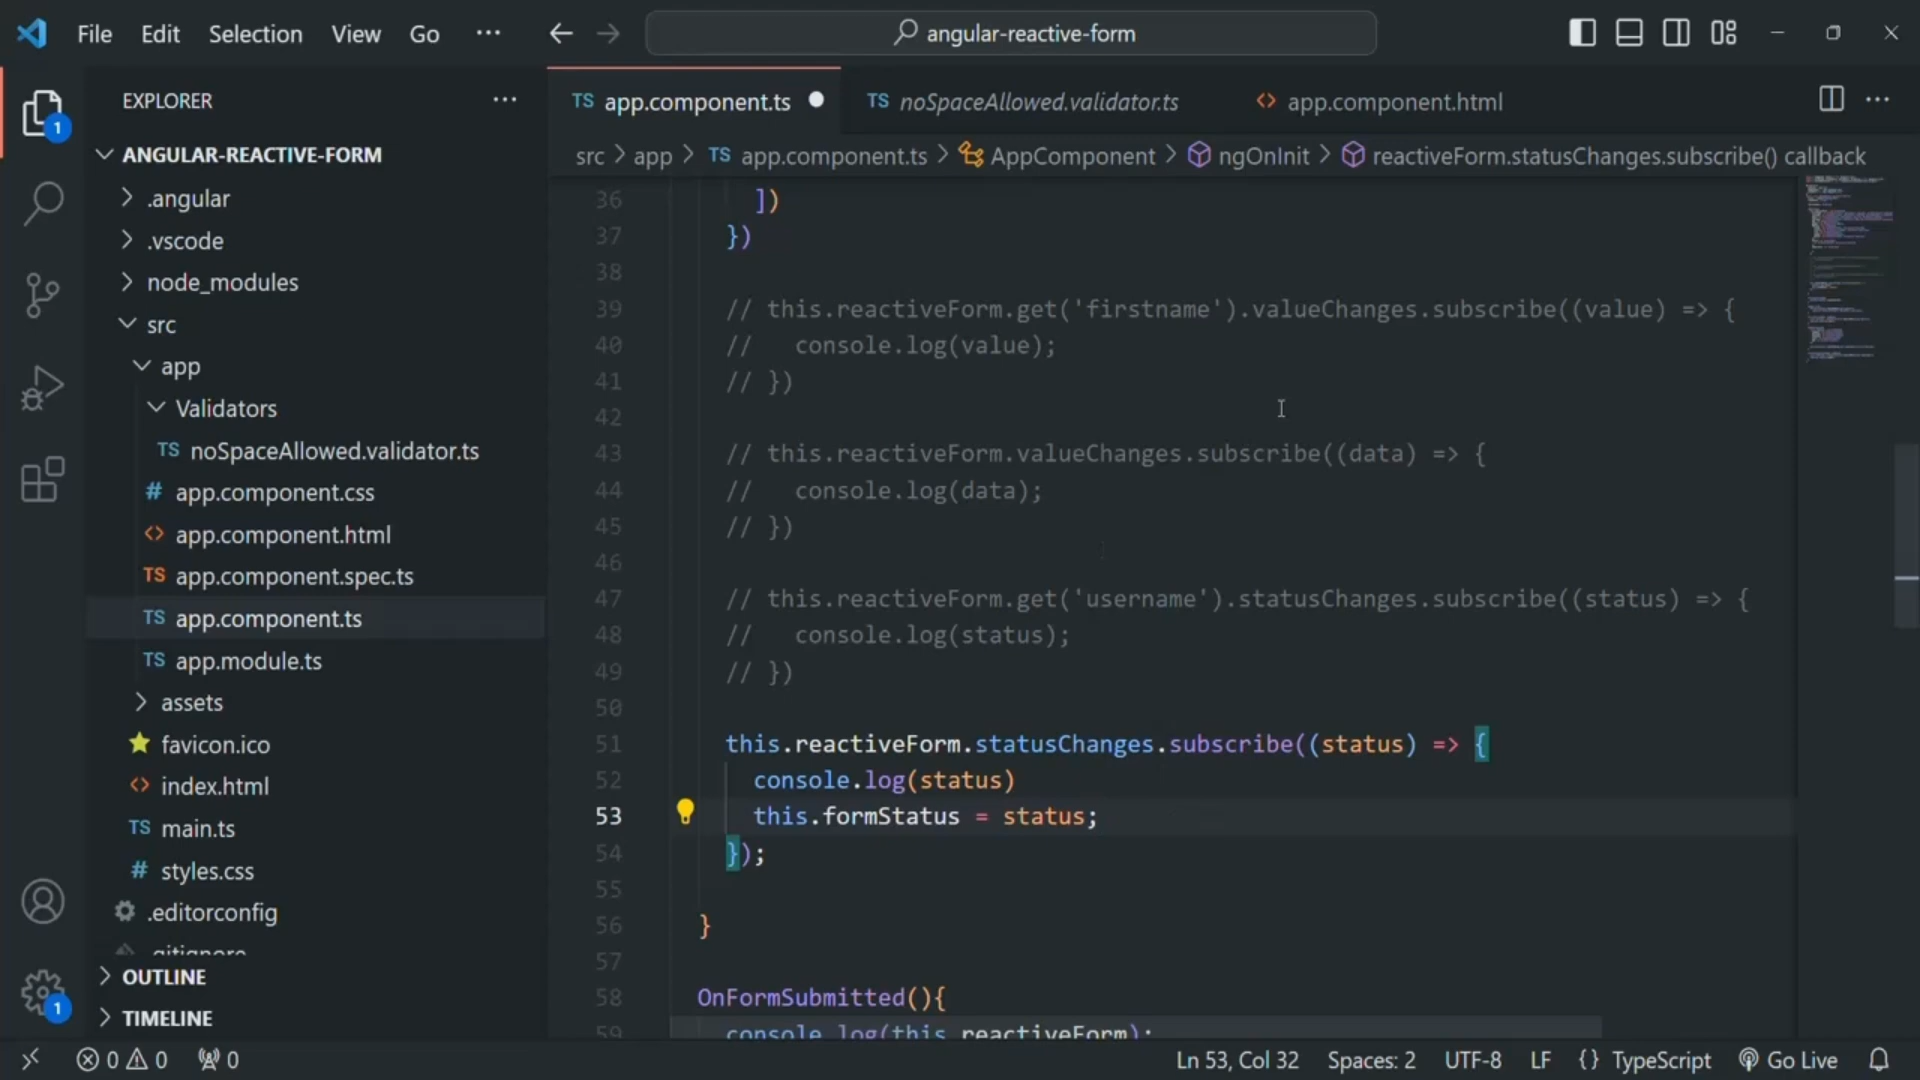 File Edit Selection View Go ··· angular-reactive-form
EXPLORER ···
ANGULAR-REACTIVE-FORM
.angular
.vscode
node_modules
src
app
Validators
TS noSpaceAllowed.validator.ts
# app.component.css
<> app.component.html
TS app.component.spec.ts
TS app.component.ts
TS app.module.ts
assets
favicon.ico
<> index.html
TS main.ts
# styles.css
.editorconfig
.gitignore
OUTLINE
TIMELINE
1
1
TS app.component.ts TS noSpaceAllowed.validator.ts <> app.component.html
src > app > TS app.component.ts > AppComponent > ngOnInit > reactiveForm.statusChanges.subscribe() callback
36 ])
37 })
38
39 // this.reactiveForm.get('firstname').valueChanges.subscribe((value) => {
40 //   console.log(value);
41 // })
42
43 // this.reactiveForm.valueChanges.subscribe((data) => {
44 //   console.log(data);
45 // })
46
47 // this.reactiveForm.get('username').statusChanges.subscribe((status) => {
48 //   console.log(status);
49 // })
50
51 this.reactiveForm.statusChanges.subscribe((status) => {
52   console.log(status)
53   this.formStatus = status;
54 });
55
56 }
57
58 OnFormSubmitted(){
59 console.log(this.reactiveForm);
0 0 0 Ln 53, Col 32 Spaces: 2 UTF-8 LF {} TypeScript Go Live